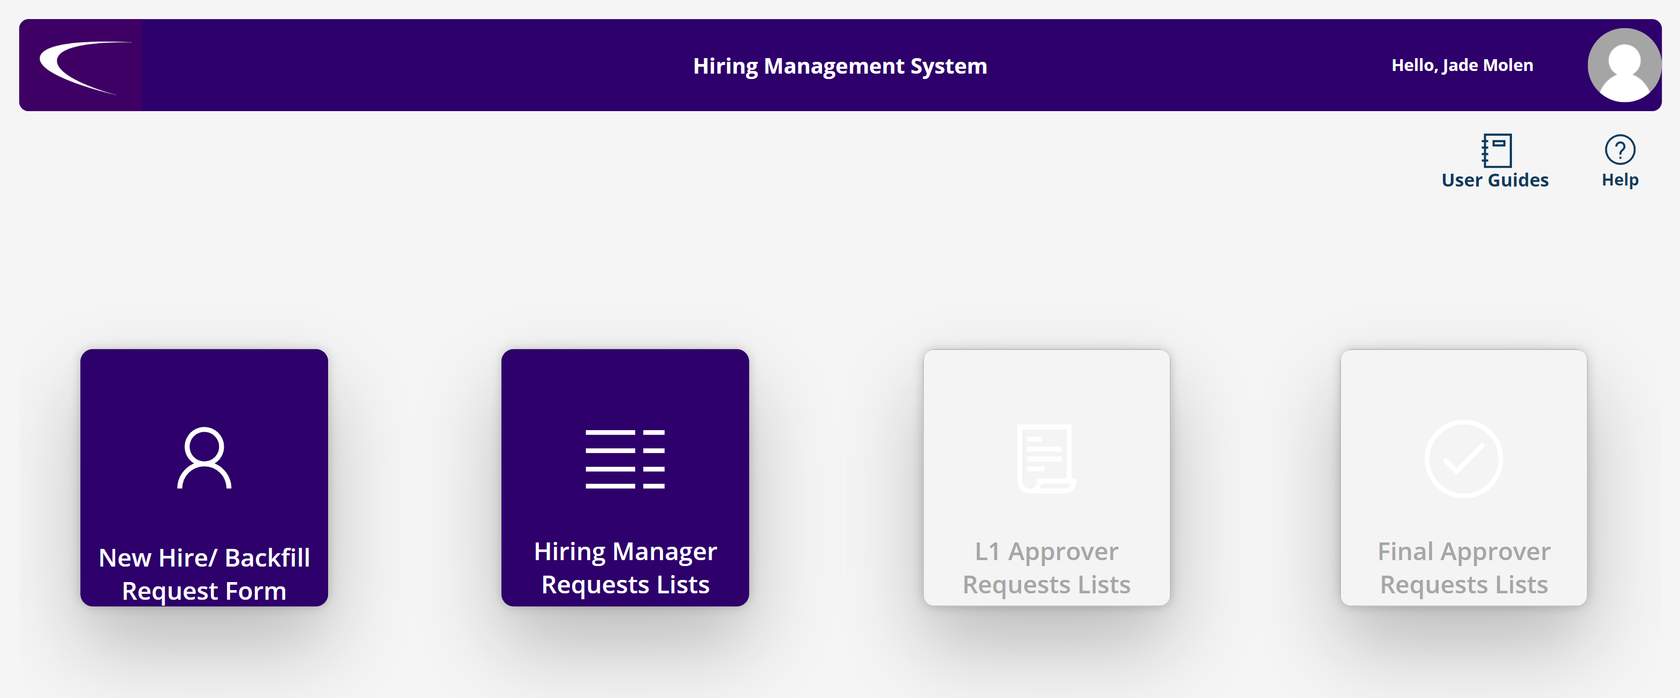 Hiring Management System
Hello, Jade Molen
User Guides
Help
New Hire/ Backfill
Request Form
Hiring Manager
Requests Lists
L1 Approver
Requests Lists
Final Approver
Requests Lists